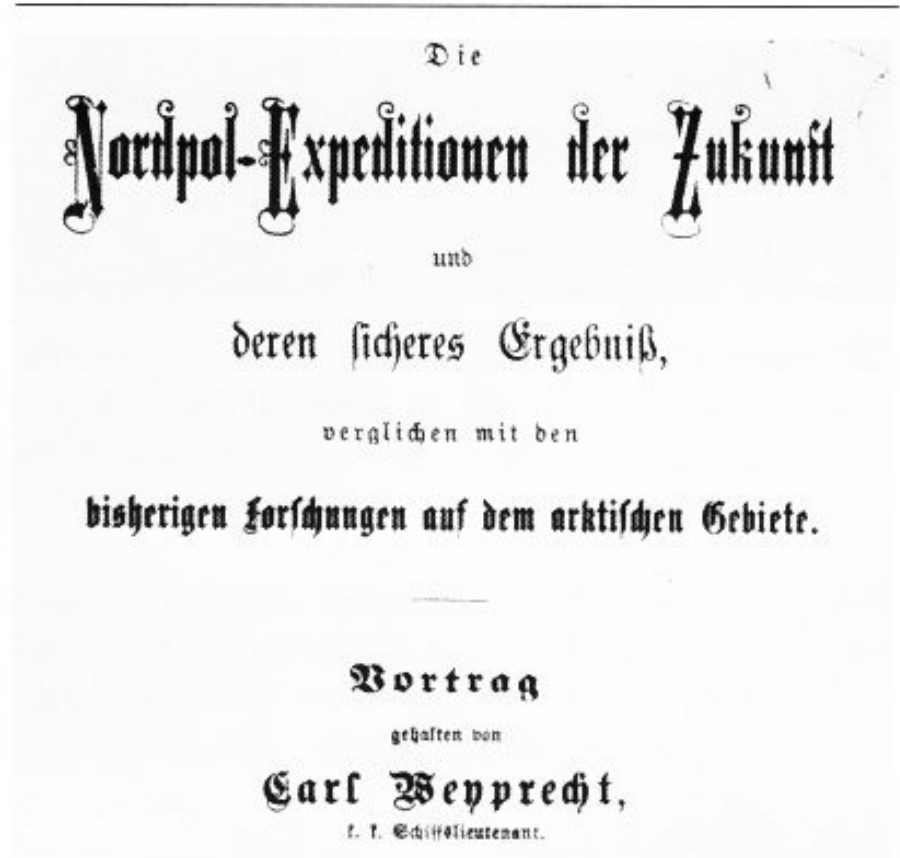 Die
Nordpol-Expeditionen der Zukunft
und
deren sicheres Ergebniß,
verglichen mit den
bisherigen Forschungen auf dem arktischen Gebiete.
Vortrag
gehalten von
Carl Weyprecht,
k. k. Schiffslieutenant.